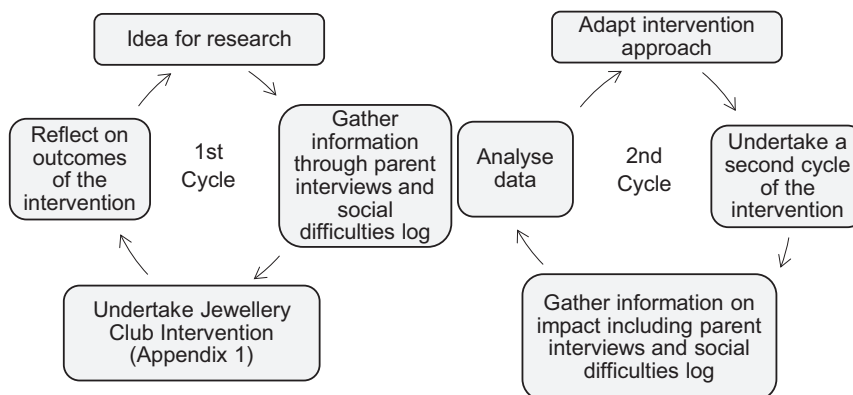 Idea for research
Gather
information
through parent
interviews and
social
difficulties log
Undertake Jewellery
Club Intervention
(Appendix 1)
Reflect on
outcomes
of the
intervention
1st
Cycle
Adapt intervention
approach
Undertake a
second cycle
of the
intervention
Gather information on
impact including parent
interviews and social
difficulties log
Analyse
data
2nd
Cycle